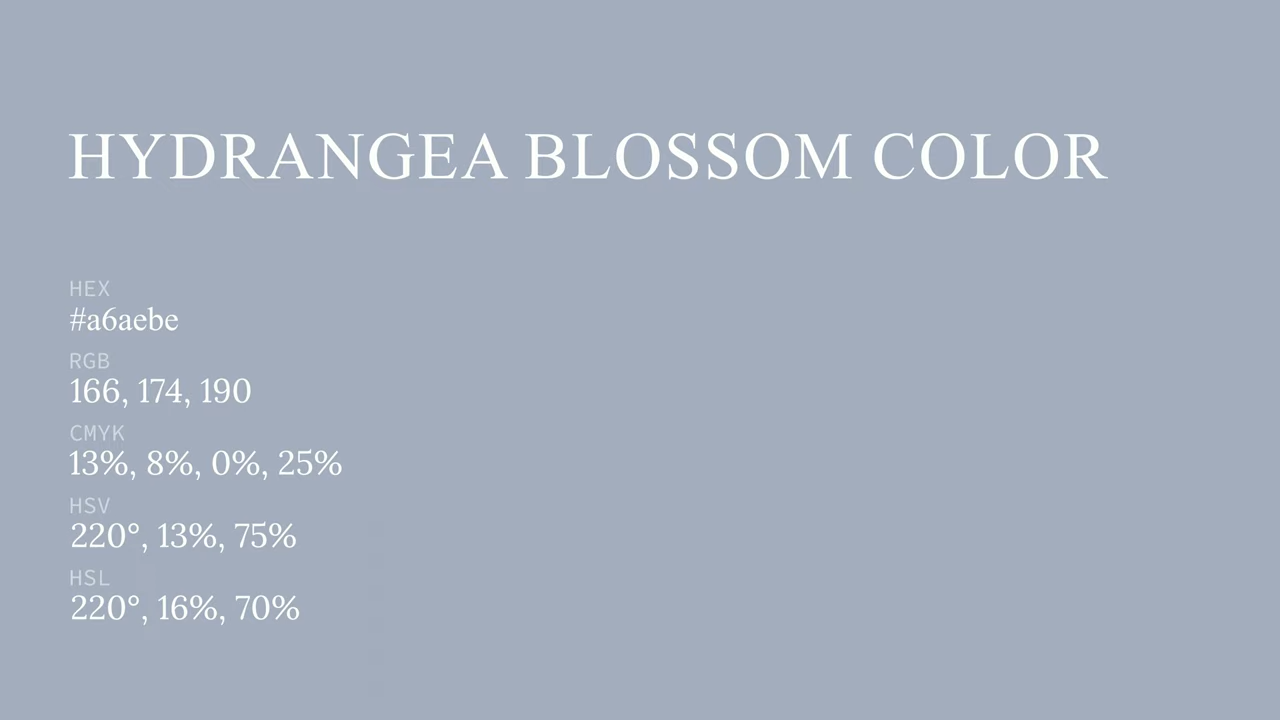 HYDRANGEA BLOSSOM COLOR
HEX
#a6aebe
RGB
166, 174, 190
CMYK
13%, 8%, 0%, 25%
HSV
220°, 13%, 75%
HSL
220°, 16%, 70%